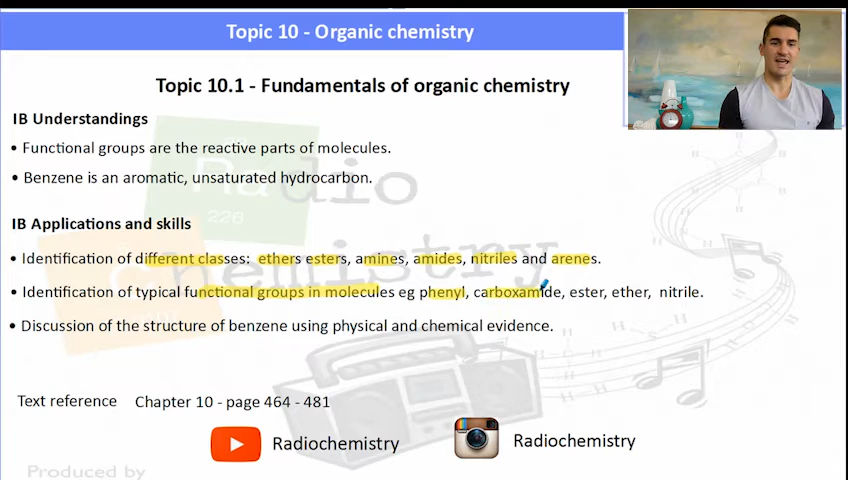 Topic 10 - Organic chemistry
Topic 10.1 - Fundamentals of organic chemistry
IB Understandings
• Functional groups are the reactive parts of molecules.
• Benzene is an aromatic, unsaturated hydrocarbon.
IB Applications and skills
• Identification of different classes: ethers esters, amines, amides, nitriles and arenes.
• Identification of typical functional groups in molecules eg phenyl, carboxamide, ester, ether, nitrile.
• Discussion of the structure of benzene using physical and chemical evidence.
Text reference Chapter 10 - page 464 - 481
Radiochemistry
Radiochemistry
Produced by
Radio
226
Chemistry